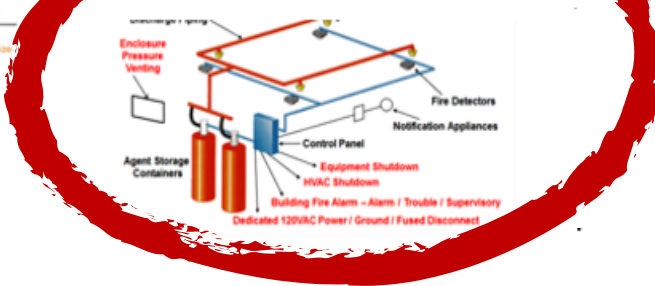 Discharge Piping
Enclosure
Pressure
Venting
Fire Detectors
Notification Appliances
Control Panel
Agent Storage
Containers
Equipment Shutdown
HVAC Shutdown
Building Fire Alarm – Alarm / Trouble / Supervisory
Dedicated 120VAC Power / Ground / Fused Disconnect